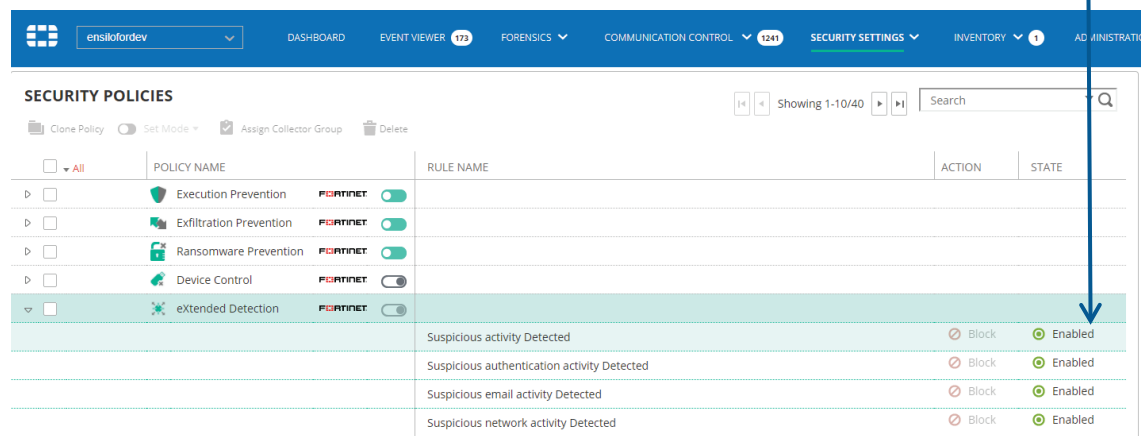 ensilofordev DASHBOARD EVENT VIEWER 173 FORENSICS COMMUNICATION CONTROL 1241 SECURITY SETTINGS INVENTORY 1 ADMINISTRATIO
SECURITY POLICIES Showing 1-10/40 Search
Clone Policy Set Mode Assign Collector Group Delete
All POLICY NAME RULE NAME ACTION STATE
Execution Prevention FORTINET
Exfiltration Prevention FORTINET
Ransomware Prevention FORTINET
Device Control FORTINET
eXtended Detection FORTINET
Suspicious activity Detected Block Enabled
Suspicious authentication activity Detected Block Enabled
Suspicious email activity Detected Block Enabled
Suspicious network activity Detected Block Enabled